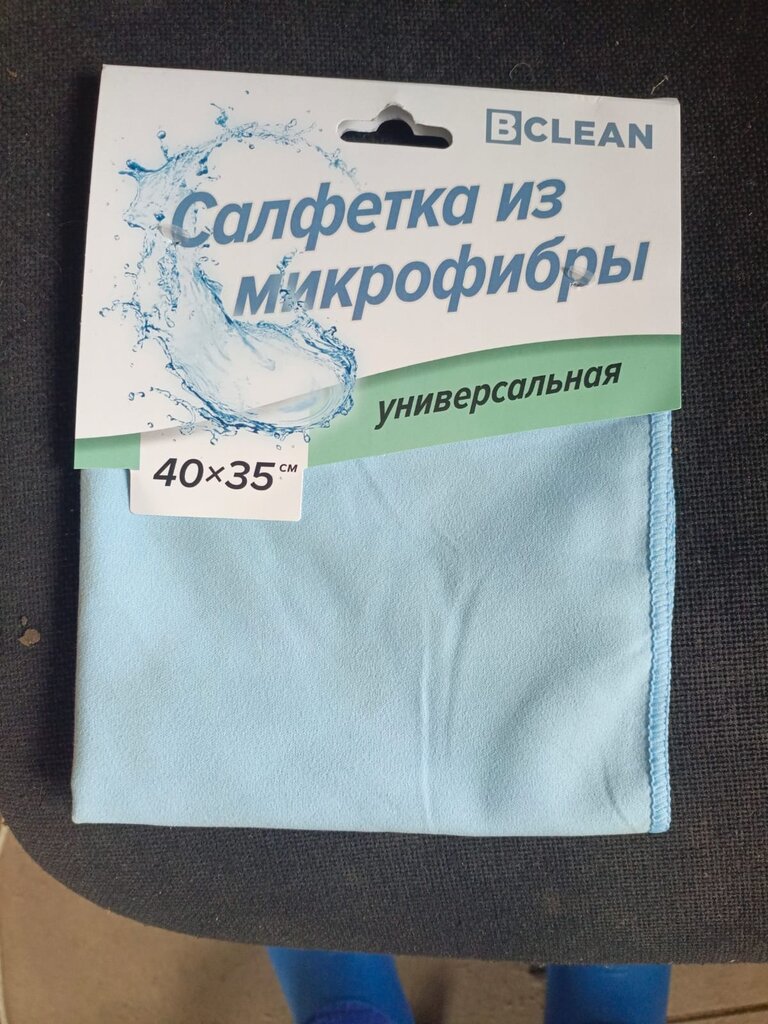 BCLEAN
Салфетка из
микрофибры
универсальная
40×35 см